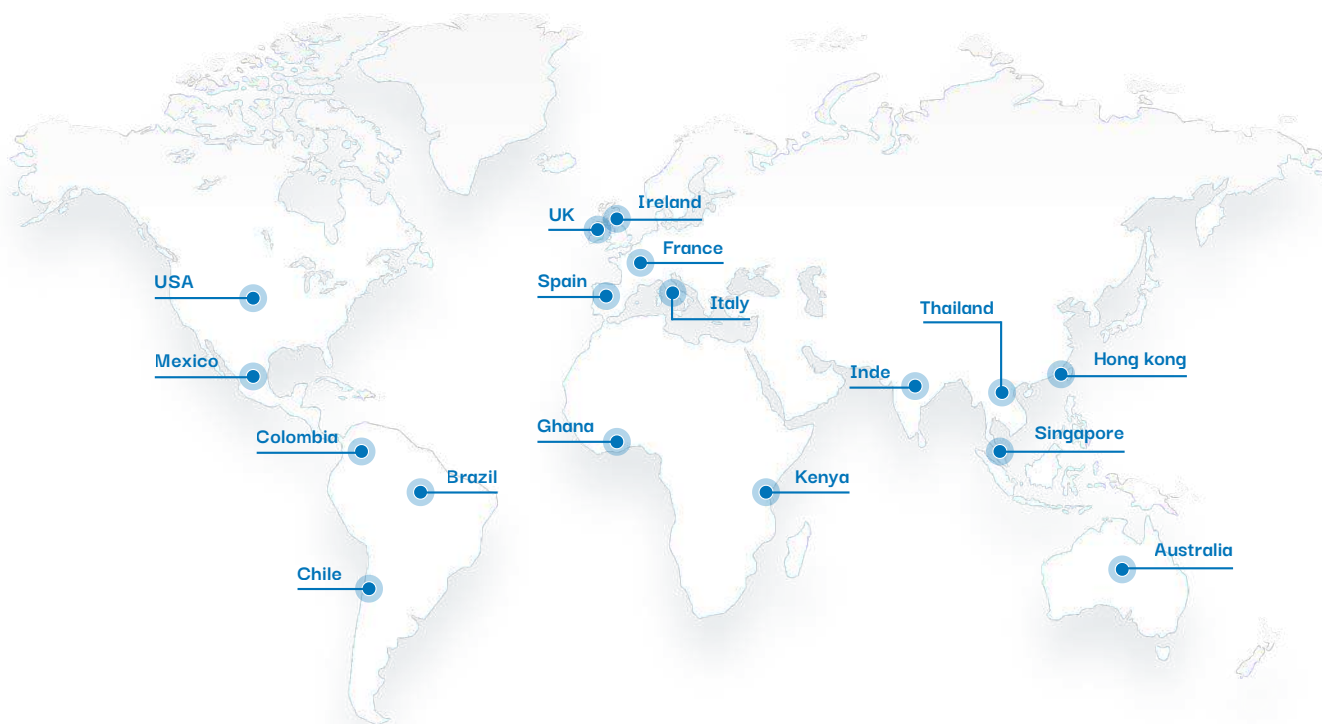 Ireland
UK
France
USA
Spain
Italy
Thailand
Mexico
Hong kong
Inde
Ghana
Colombia
Singapore
Brazil
Kenya
Australia
Chile